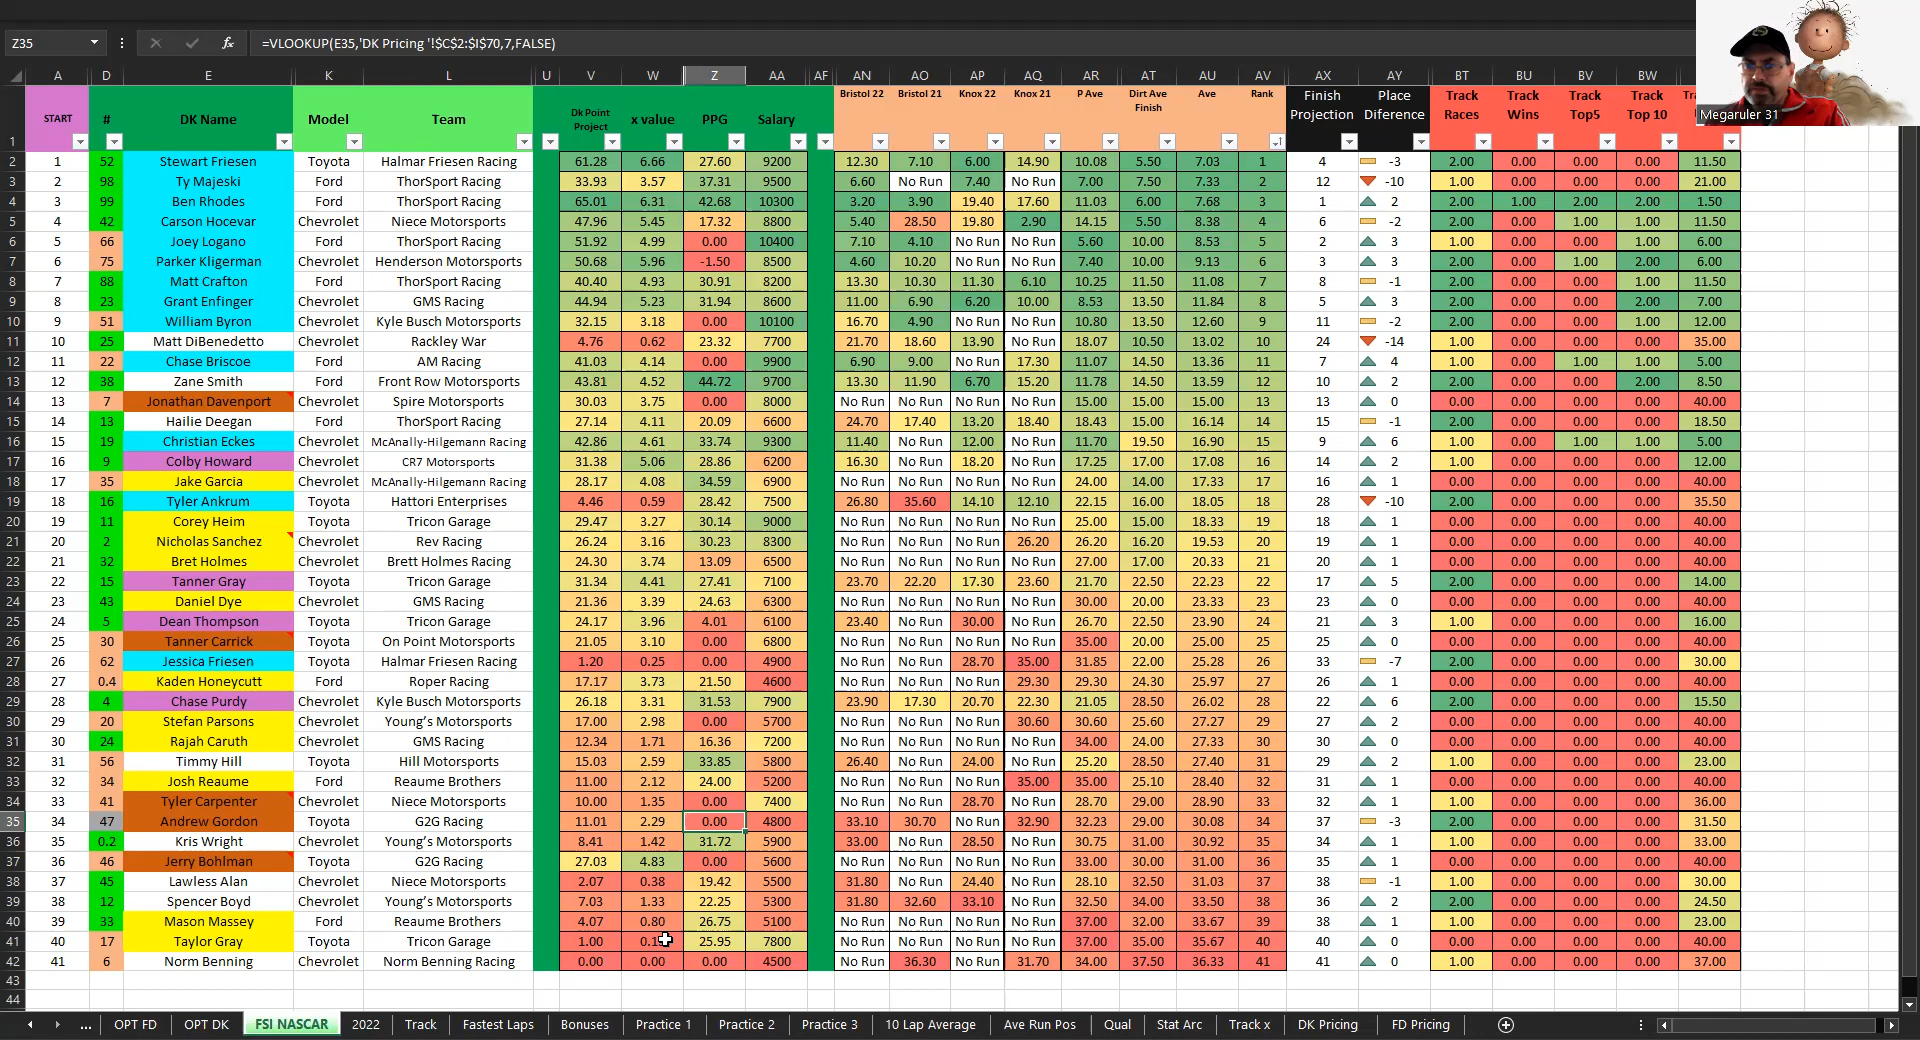 Z35 fx =VLOOKUP(E35,'DK Pricing '!$C$2:$I$70,7,FALSE)
A D E K L U V W Z AA AF AN AO AP AQ AR AT AU AV AX AY BT BU BV BW
START # DK Name Model Team Dk Point Project x value PPG Salary Bristol 22 Bristol 21 Knox 22 Knox 21 P Ave Dirt Ave Finish Ave Rank Finish Projection Place Diference Track Races Track Wins Track Top5 Track Top 10
Megaruler 31
1
2 1 52 Stewart Friesen Toyota Halmar Friesen Racing 61.28 6.66 27.60 9200 12.30 7.10 6.00 14.90 10.08 5.50 7.03 1 4 -3 2.00 0.00 0.00 0.00 11.50
3 2 98 Ty Majeski Ford ThorSport Racing 33.93 3.57 37.31 9500 6.60 No Run 7.40 No Run 7.00 7.50 7.33 2 12 -10 1.00 0.00 0.00 0.00 21.00
4 3 99 Ben Rhodes Ford ThorSport Racing 65.01 6.31 42.68 10300 3.20 3.90 19.40 17.60 11.03 6.00 7.68 3 1 2 2.00 1.00 2.00 2.00 1.50
5 4 42 Carson Hocevar Chevrolet Niece Motorsports 47.96 5.45 17.32 8800 5.40 28.50 19.80 2.90 14.15 5.50 8.38 4 6 -2 2.00 0.00 1.00 1.00 11.50
6 5 66 Joey Logano Ford ThorSport Racing 51.92 4.99 0.00 10400 7.10 4.10 No Run No Run 5.60 10.00 8.53 5 2 3 1.00 0.00 0.00 1.00 6.00
7 6 75 Parker Kligerman Chevrolet Henderson Motorsports 50.68 5.96 -1.50 8500 4.60 10.20 No Run No Run 7.40 10.00 9.13 6 3 3 2.00 0.00 1.00 2.00 6.00
8 7 88 Matt Crafton Ford ThorSport Racing 40.40 4.93 30.91 8200 13.30 10.30 11.30 6.10 10.25 11.50 11.08 7 8 -1 2.00 0.00 0.00 1.00 11.50
9 8 23 Grant Enfinger Chevrolet GMS Racing 44.94 5.23 31.94 8600 11.00 6.90 6.20 10.00 8.53 13.50 11.84 8 5 3 2.00 0.00 0.00 2.00 7.00
10 9 51 William Byron Chevrolet Kyle Busch Motorsports 32.15 3.18 0.00 10100 16.70 4.90 No Run No Run 10.80 13.50 12.60 9 11 -2 2.00 0.00 0.00 1.00 12.00
11 10 25 Matt DiBenedetto Chevrolet Rackley War 4.76 0.62 23.32 7700 21.70 18.60 13.90 No Run 18.07 10.50 13.02 10 24 -14 1.00 0.00 0.00 0.00 35.00
12 11 22 Chase Briscoe Ford AM Racing 41.03 4.14 0.00 9900 6.90 9.00 No Run 17.30 11.07 14.50 13.36 11 7 4 1.00 0.00 1.00 1.00 5.00
13 12 38 Zane Smith Ford Front Row Motorsports 43.81 4.52 44.72 9700 13.30 11.90 6.70 15.20 11.78 14.50 13.59 12 10 2 2.00 0.00 0.00 2.00 8.50
14 13 7 Jonathan Davenport Chevrolet Spire Motorsports 30.03 3.75 0.00 8000 No Run No Run No Run No Run 15.00 15.00 15.00 13 13 0 0.00 0.00 0.00 0.00 40.00
15 14 13 Hailie Deegan Ford ThorSport Racing 27.14 4.11 20.09 6600 24.70 17.40 13.20 18.40 18.43 15.00 16.14 14 15 -1 2.00 0.00 0.00 0.00 18.50
16 15 19 Christian Eckes Chevrolet McAnally-Hilgemann Racing 42.86 4.61 33.74 9300 11.40 No Run 12.00 No Run 11.70 19.50 16.90 15 9 6 1.00 0.00 1.00 1.00 5.00
17 16 9 Colby Howard Chevrolet CR7 Motorsports 31.38 5.06 28.86 6200 16.30 No Run 18.20 No Run 17.25 17.00 17.08 16 14 2 1.00 0.00 0.00 0.00 12.00
18 17 35 Jake Garcia Chevrolet McAnally-Hilgemann Racing 28.17 4.08 34.59 6900 No Run No Run No Run No Run 24.00 14.00 17.33 17 16 1 0.00 0.00 0.00 0.00 40.00
19 18 16 Tyler Ankrum Toyota Hattori Enterprises 4.46 0.59 28.42 7500 26.80 35.60 14.10 12.10 22.15 16.00 18.05 18 28 -10 2.00 0.00 0.00 0.00 35.50
20 19 11 Corey Heim Toyota Tricon Garage 29.47 3.27 30.14 9000 No Run No Run No Run No Run 25.00 15.00 18.33 19 18 1 0.00 0.00 0.00 0.00 40.00
21 20 2 Nicholas Sanchez Chevrolet Rev Racing 26.24 3.16 30.23 8300 No Run No Run No Run 26.20 26.20 16.20 19.53 20 19 1 0.00 0.00 0.00 0.00 40.00
22 21 32 Bret Holmes Chevrolet Brett Holmes Racing 24.30 3.74 13.09 6500 No Run No Run No Run No Run 27.00 17.00 20.33 21 20 1 0.00 0.00 0.00 0.00 40.00
23 22 15 Tanner Gray Toyota Tricon Garage 31.34 4.41 27.41 7100 23.70 22.20 17.30 23.60 21.70 22.50 22.23 22 17 5 2.00 0.00 0.00 0.00 14.00
24 23 43 Daniel Dye Chevrolet GMS Racing 21.36 3.39 24.63 6300 No Run No Run No Run No Run 30.00 20.00 23.33 23 23 0 0.00 0.00 0.00 0.00 40.00
25 24 5 Dean Thompson Toyota Tricon Garage 24.17 3.96 4.01 6100 23.40 No Run 30.00 No Run 26.70 22.50 23.90 24 21 3 1.00 0.00 0.00 0.00 16.00
26 25 30 Tanner Carrick Toyota On Point Motorsports 21.05 3.10 0.00 6800 No Run No Run No Run No Run 35.00 20.00 25.00 25 25 0 0.00 0.00 0.00 0.00 40.00
27 26 62 Jessica Friesen Toyota Halmar Friesen Racing 1.20 0.25 0.00 4900 No Run No Run 28.70 35.00 31.85 22.00 25.28 26 33 -7 2.00 0.00 0.00 0.00 30.00
28 27 0.4 Kaden Honeycutt Ford Roper Racing 17.17 3.73 21.50 4600 No Run No Run No Run 29.30 29.30 24.30 25.97 27 26 1 0.00 0.00 0.00 0.00 40.00
29 28 4 Chase Purdy Chevrolet Kyle Busch Motorsports 26.18 3.31 31.53 7900 23.90 17.30 20.70 22.30 21.05 28.50 26.02 28 22 6 2.00 0.00 0.00 0.00 15.50
30 29 20 Stefan Parsons Chevrolet Young's Motorsports 17.00 2.98 0.00 5700 No Run No Run No Run 30.60 30.60 25.60 27.27 29 27 2 0.00 0.00 0.00 0.00 40.00
31 30 24 Rajah Caruth Chevrolet GMS Racing 12.34 1.71 16.36 7200 No Run No Run No Run No Run 34.00 24.00 27.33 30 30 0 0.00 0.00 0.00 0.00 40.00
32 31 56 Timmy Hill Toyota Hill Motorsports 15.03 2.59 33.85 5800 26.40 No Run 24.00 No Run 25.20 28.50 27.40 31 29 2 1.00 0.00 0.00 0.00 23.00
33 32 34 Josh Reaume Ford Reaume Brothers 11.00 2.12 24.00 5200 No Run No Run No Run 35.00 35.00 25.10 28.40 32 31 1 0.00 0.00 0.00 0.00 40.00
34 33 41 Tyler Carpenter Chevrolet Niece Motorsports 10.00 1.35 0.00 7400 No Run No Run 28.70 No Run 28.70 29.00 28.90 33 32 1 1.00 0.00 0.00 0.00 36.00
35 34 47 Andrew Gordon Toyota G2G Racing 11.01 2.29 0.00 4800 33.10 30.70 No Run 32.90 32.23 29.00 30.08 34 37 -3 2.00 0.00 0.00 0.00 31.50
36 35 0.2 Kris Wright Chevrolet Young's Motorsports 8.41 1.42 31.72 5900 33.00 No Run 28.50 No Run 30.75 31.00 30.92 35 34 1 1.00 0.00 0.00 0.00 33.00
37 36 46 Jerry Bohlman Toyota G2G Racing 27.03 4.83 0.00 5600 No Run No Run No Run No Run 33.00 30.00 31.00 36 35 1 0.00 0.00 0.00 0.00 40.00
38 37 45 Lawless Alan Chevrolet Niece Motorsports 2.07 0.38 19.42 5500 31.80 No Run 24.40 No Run 28.10 32.50 31.03 37 38 -1 1.00 0.00 0.00 0.00 30.00
39 38 12 Spencer Boyd Chevrolet Young's Motorsports 7.03 1.33 22.25 5300 31.80 32.60 33.10 No Run 32.50 34.00 33.50 38 36 2 2.00 0.00 0.00 0.00 24.50
40 39 33 Mason Massey Ford Reaume Brothers 4.07 0.80 26.75 5100 No Run No Run No Run No Run 37.00 32.00 33.67 39 38 1 1.00 0.00 0.00 0.00 23.00
41 40 17 Taylor Gray Toyota Tricon Garage 1.00 25.95 7800 No Run No Run No Run No Run 37.00 35.00 35.67 40 40 0 0.00 0.00 0.00 0.00 40.00
42 41 6 Norm Benning Chevrolet Norm Benning Racing 0.00 0.00 0.00 4500 No Run 36.30 No Run 31.70 34.00 37.50 36.33 41 41 0 1.00 0.00 0.00 0.00 37.00
43
44
... OPT FD OPT DK FSI NASCAR 2022 Track Fastest Laps Bonuses Practice 1 Practice 2 Practice 3 10 Lap Average Ave Run Pos Qual Stat Arc Track x DK Pricing FD Pricing